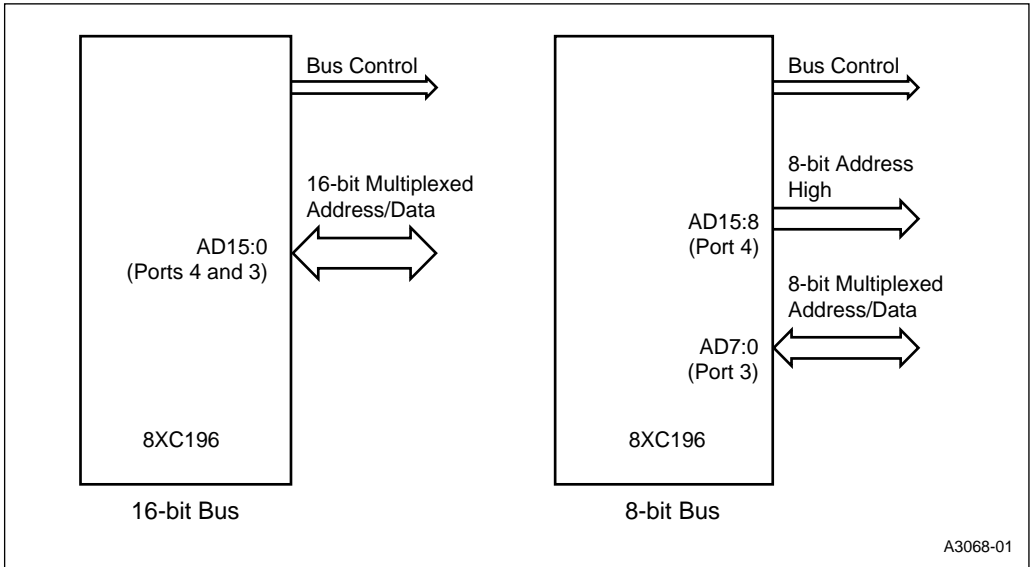 Bus Control
16-bit Multiplexed
Address/Data
AD15:0
(Ports 4 and 3)
8XC196
16-bit Bus
Bus Control
8-bit Address
High
AD15:8
(Port 4)
8-bit Multiplexed
Address/Data
AD7:0
(Port 3)
8XC196
8-bit Bus
A3068-01